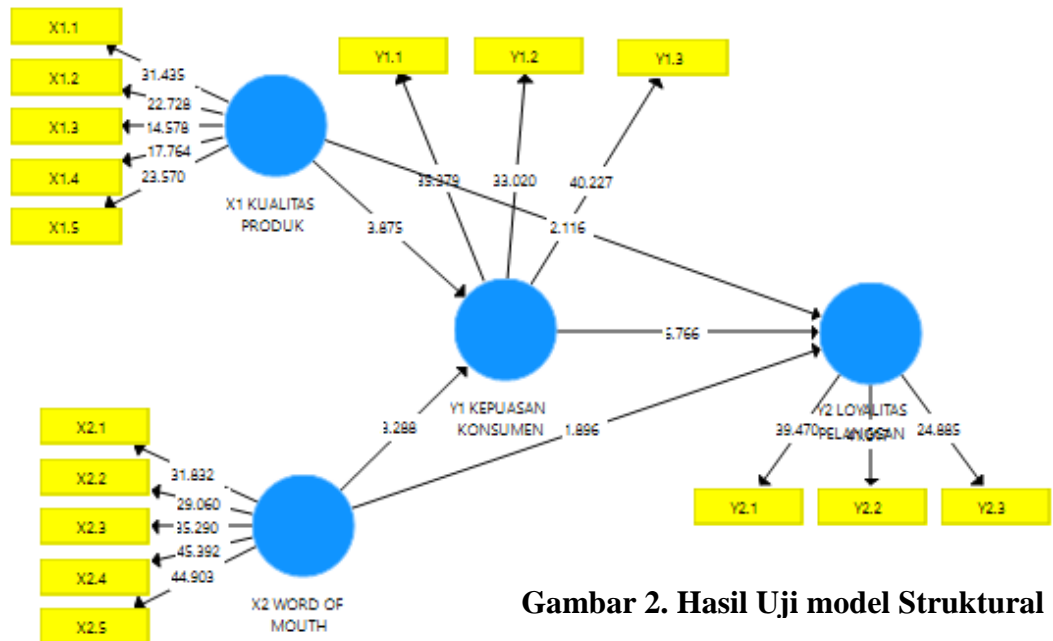 X1.1
X1.2
X1.3
X1.4
X1.5
31.435
22.728
14.578
17.764
23.570
X1 KUALITAS
PRODUK
Y1.1
Y1.2
Y1.3
33.020
40.227
3.875
2.116
Y1 KEPUASAN
KONSUMEN
3.288
1.896
Y2 LOYALITAS
PELANGGAN
39.470
24.885
Y2.1
Y2.2
Y2.3
X2.1
X2.2
X2.3
X2.4
X2.5
31.832
29.060
35.290
45.392
44.903
X2 WORD OF
MOUTH
Gambar 2. Hasil Uji model Struktural